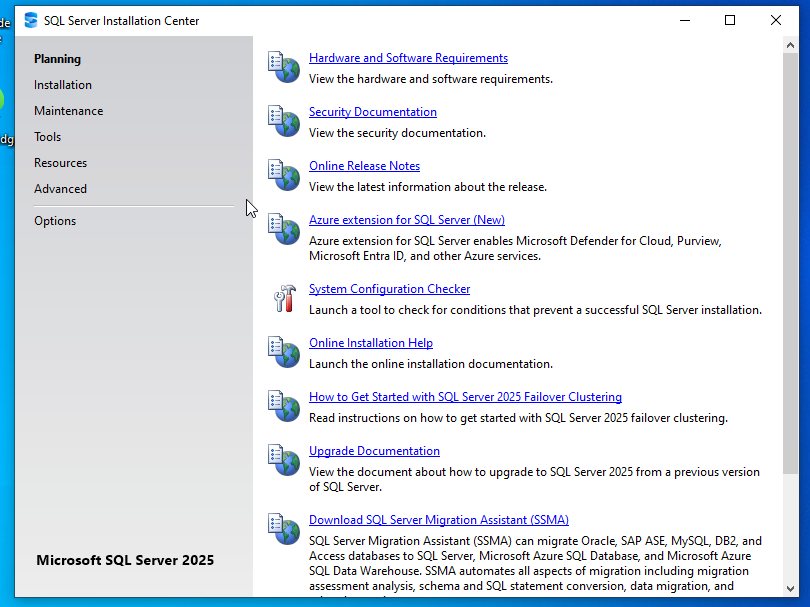 SQL Server Installation Center
Planning
Installation
Maintenance
Tools
Resources
Advanced
Options
Microsoft SQL Server 2025
Hardware and Software Requirements
View the hardware and software requirements.
Security Documentation
View the security documentation.
Online Release Notes
View the latest information about the release.
Azure extension for SQL Server (New)
Azure extension for SQL Server enables Microsoft Defender for Cloud, Purview,
Microsoft Entra ID, and other Azure services.
System Configuration Checker
Launch a tool to check for conditions that prevent a successful SQL Server installation.
Online Installation Help
Launch the online installation documentation.
How to Get Started with SQL Server 2025 Failover Clustering
Read instructions on how to get started with SQL Server 2025 failover clustering.
Upgrade Documentation
View the document about how to upgrade to SQL Server 2025 from a previous version
of SQL Server.
Download SQL Server Migration Assistant (SSMA)
SQL Server Migration Assistant (SSMA) can migrate Oracle, SAP ASE, MySQL, DB2, and
Access databases to SQL Server, Microsoft Azure SQL Database, and Microsoft Azure
SQL Data Warehouse. SSMA automates all aspects of migration including migration
assessment analysis, schema and SQL statement conversion, data migration, and